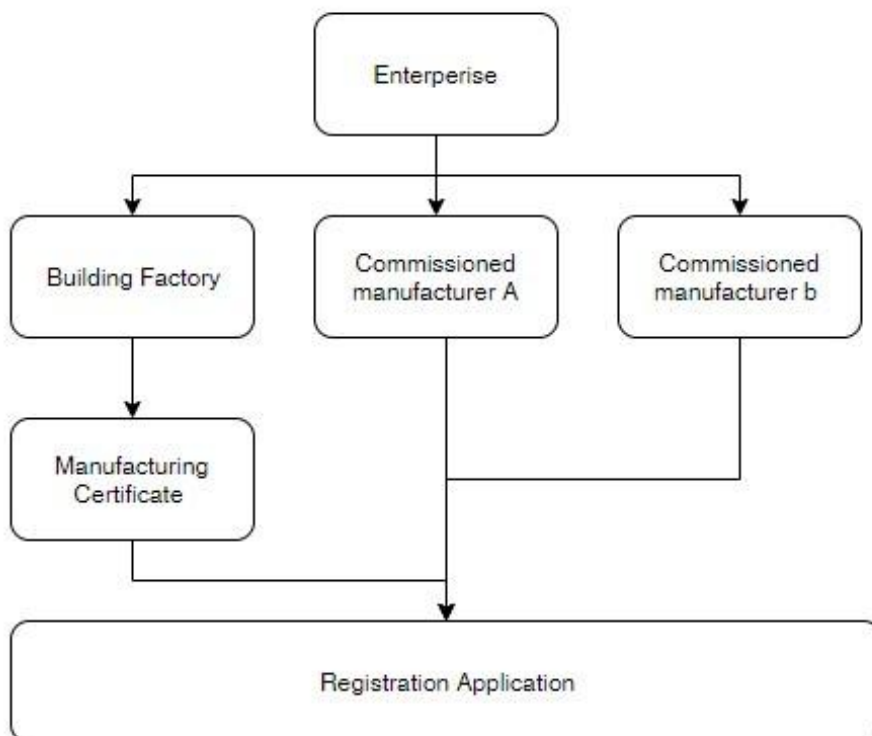 Enterperise
Building Factory
Commissioned
manufacturer A
Commissioned
manufacturer b
Manufacturing
Certificate
Registration Application